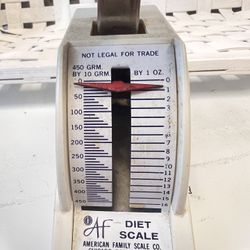 NOT LEGAL FOR TRADE
450 GRM. BY 1 OZ.
BY 10 GRM.
0 0
50 1
100 2
150 3
200 4
250 5
300 6
350 7
400 8
450 9
10
11
12
13
14
15
16
AF DIET
SCALE
AMERICAN FAMILY SCALE CO.